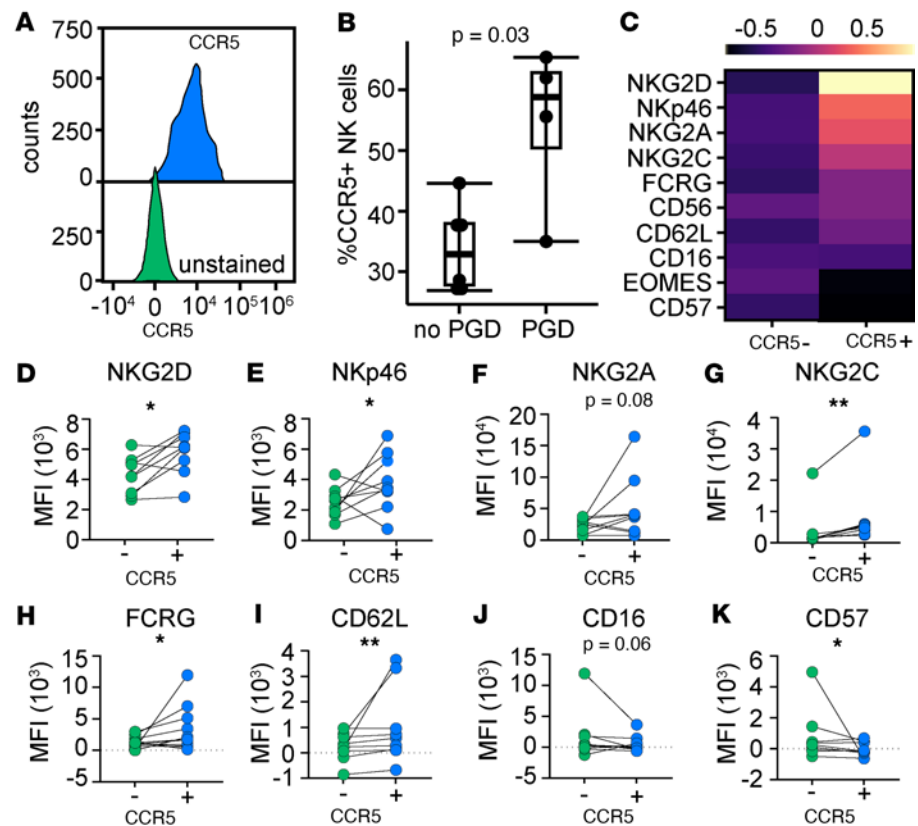 A
750
CCR5
500
250
0
counts
250
unstained
0
-10⁴ 0 10⁴ 10⁵ 10⁶
CCR5
B
p = 0.03
%CCR5+ NK cells
60
50
40
30
no PGD PGD
C
-0.5 0 0.5
NKG2D
NKp46
NKG2A
NKG2C
FCRG
CD56
CD62L
CD16
EOMES
CD57
CCR5- CCR5+
D NKG2D
*
MFI (10³)
8
6
4
2
0
- +
CCR5
E NKp46
*
MFI (10³)
8
6
4
2
0
- +
CCR5
F NKG2A
p = 0.08
MFI (10⁴)
20
15
10
5
0
- +
CCR5
G NKG2C
**
MFI (10⁴)
4
2
0
- +
CCR5
H FCRG
*
MFI (10³)
15
10
5
0
-5
- +
CCR5
I CD62L
**
MFI (10³)
4
3
2
1
0
-1
- +
CCR5
J CD16
p = 0.06
MFI (10³)
15
10
5
0
-5
- +
CCR5
K CD57
*
MFI (10³)
6
4
2
0
-2
- +
CCR5